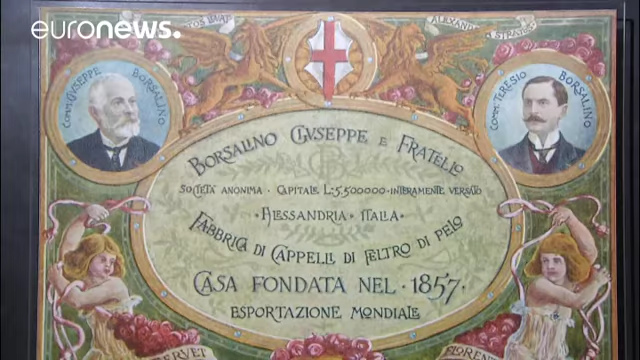 euronews.
COMM. GIUSEPPE BORSALINO
COMM. TERESIO BORSALINO
BORSALINO GIUSEPPE E FRATELLO
SOCIETÀ ANONIMA · CAPITALE L. 5,500000 · INTERAMENTE VERSATO
· ALESSANDRIA · ITALIA ·
FABBRICA DI CAPPELLI DI FELTRO DI PELO
CASA FONDATA NEL · 1857 ·
ESPORTAZIONE MONDIALE